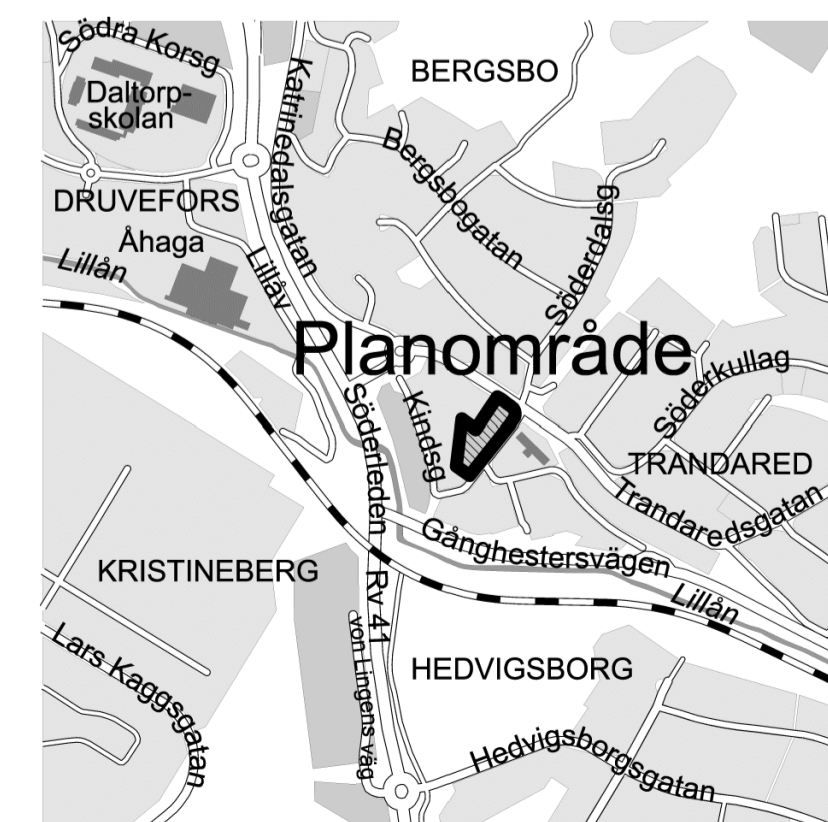 Södra Korsg
BERGSBO
Daltorp-
skolan
Katrinedalsgatan
Bergsbogatan
DRUVEFORS
Åhaga
Lillån
Lillåv
Söderdalsg
Planområde
Söderkullag
Kindsg
Söderleden Rv 41
TRANDARED
Trandaredsgatan
Gånghestersvägen
KRISTINEBERG
Lillån
Lars Kaggsgatan
von Lingens väg
HEDVIGSBORG
Hedvigsborgsgatan